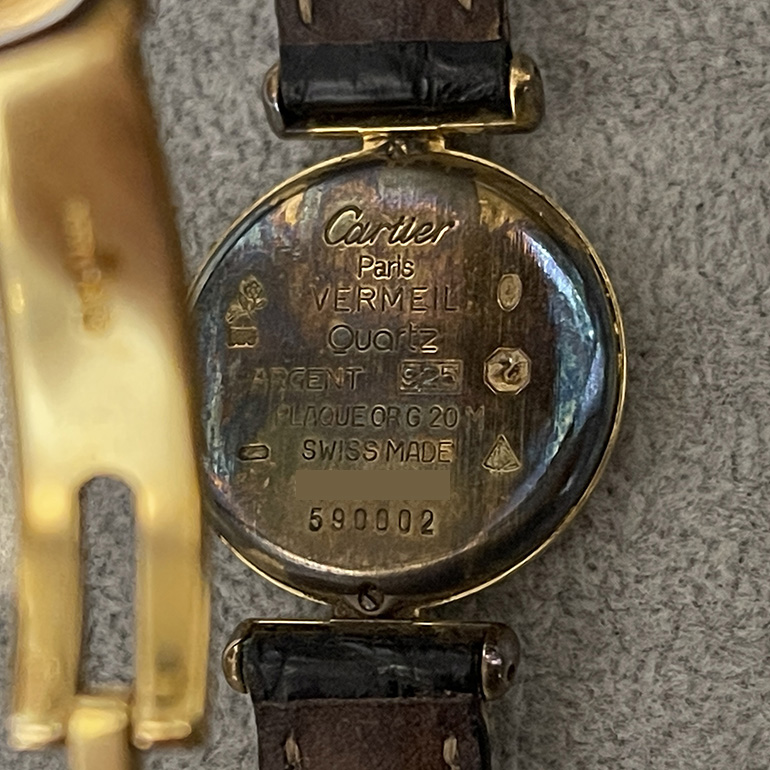 Cartier
Paris
VERMEIL
Quartz
ARGENT 925
PLAQUE OR G 20 M
SWISS MADE
590002